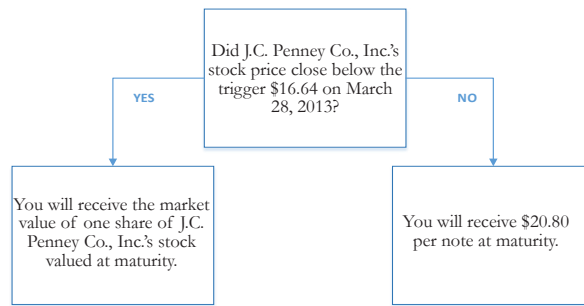 Did J.C. Penney Co., Inc.'s
stock price close below the
trigger $16.64 on March
28, 2013?
YES
NO
You will receive the market
value of one share of J.C.
Penney Co., Inc.'s stock
valued at maturity.
You will receive $20.80
per note at maturity.